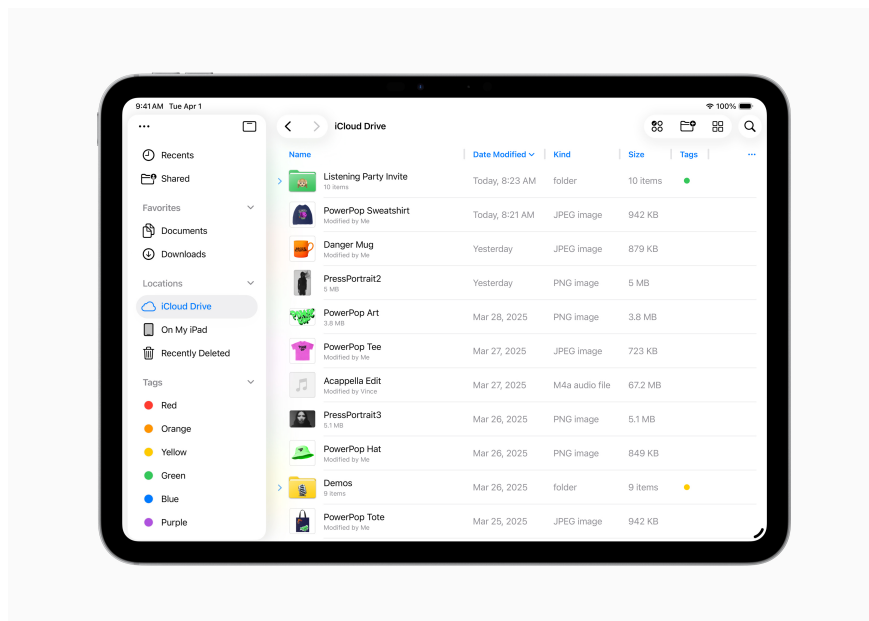 9:41 AM Tue Apr 1
100%
Recents
Shared
Favorites
Documents
Downloads
Locations
iCloud Drive
On My iPad
Recently Deleted
Tags
Red
Orange
Yellow
Green
Blue
Purple
iCloud Drive
Name Date Modified Kind Size Tags
Listening Party Invite Today, 8:23 AM folder 10 items
10 items
PowerPop Sweatshirt Today, 8:21 AM JPEG image 942 KB
Modified by Me
Danger Mug Yesterday JPEG image 879 KB
Modified by Me
PressPortrait2 Yesterday PNG image 5 MB
5 MB
PowerPop Art Mar 28, 2025 PNG image 3.8 MB
3.8 MB
PowerPop Tee Mar 27, 2025 JPEG image 723 KB
Modified by Me
Acappella Edit Mar 27, 2025 M4a audio file 67.2 MB
Modified by Vince
PressPortrait3 Mar 26, 2025 PNG image 5.1 MB
5.1 MB
PowerPop Hat Mar 26, 2025 PNG image 849 KB
Modified by Me
Demos Mar 26, 2025 folder 9 items
9 items
PowerPop Tote Mar 25, 2025 JPEG image 942 KB
Modified by Me